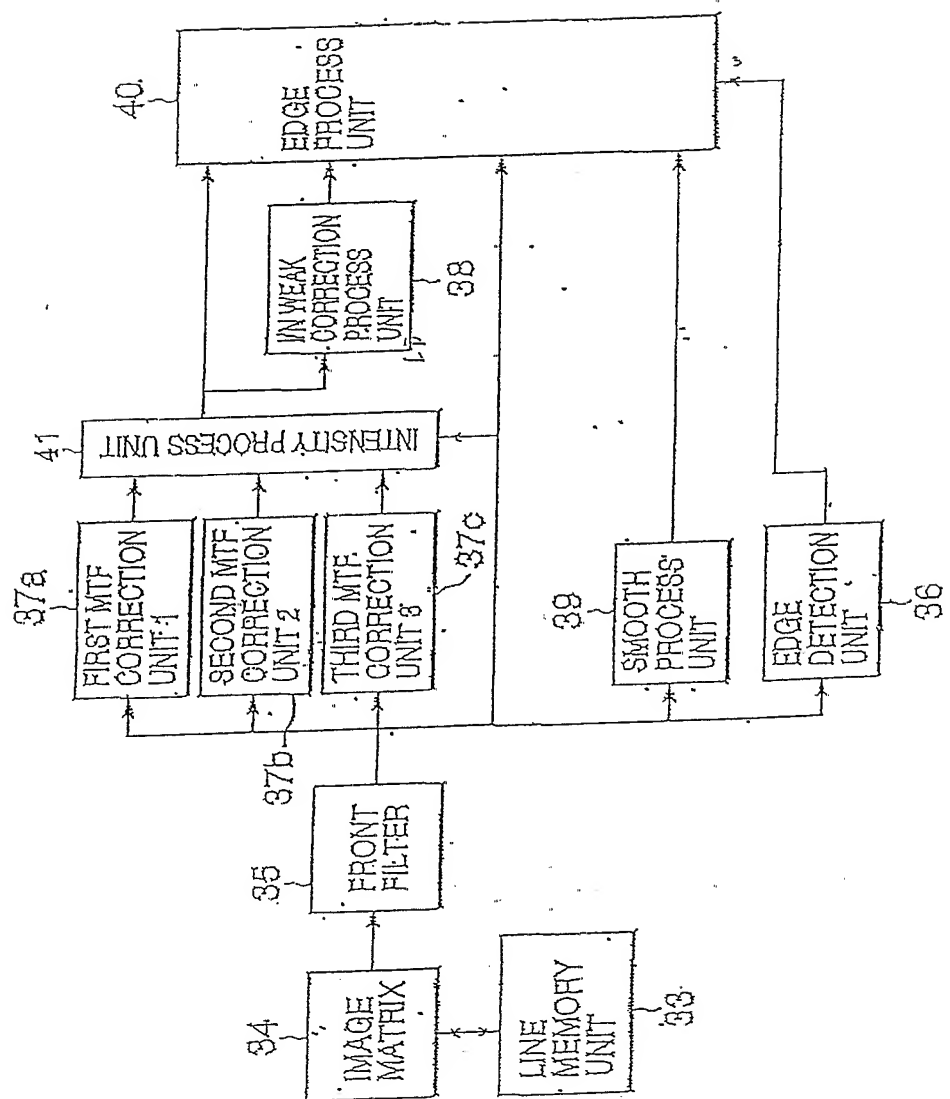 40
EDGE
PROCESS
UNIT
I/N WEAK
CORRECTION
PROCESS
UNIT
38
41
INTENSITY PROCESS UNIT
37a
FIRST MTF
CORRECTION
UNIT 1
SECOND MTF
CORRECTION
UNIT 2
37b
THIRD MTF
CORRECTION
UNIT 3
37c
39
SMOOTH
PROCESS
UNIT
EDGE
DETECTION
UNIT
36
35
FRONT
FILTER
34
IMAGE
MATRIX
LINE
MEMORY
UNIT
33